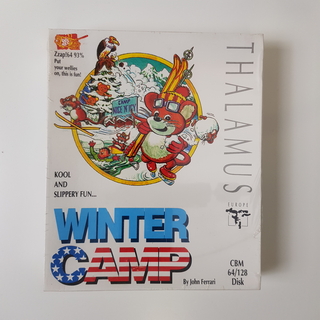 Zzap!64 93%
Put
your wellies
on, this is fun!
CAMP
THALAMUS
EUROPE
KOOL
AND
SLIPPERY FUN...
WINTER
CAMP
By John Ferrari
CBM
64/128
Disk